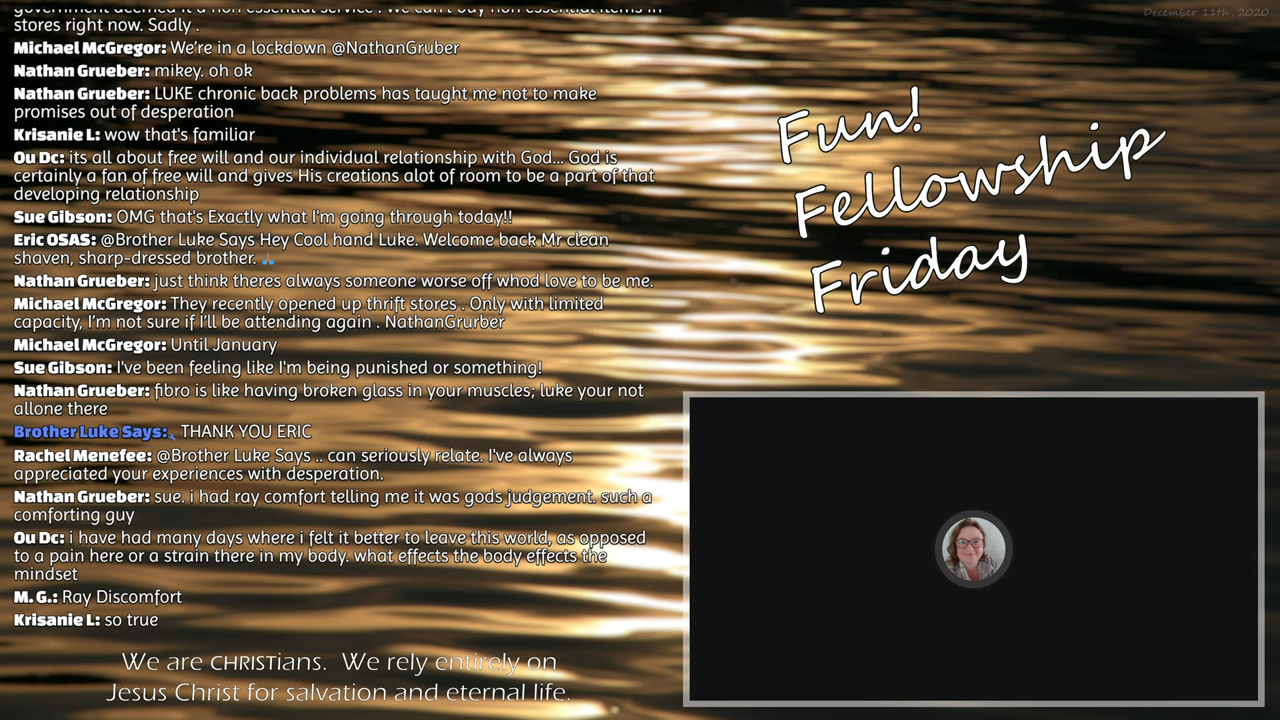 government deemed it a non essential service . We can't buy non essential items in
stores right now. Sadly .
Michael McGregor: We're in a lockdown @NathanGruber
Nathan Grueber: mikey. oh ok
Nathan Grueber: LUKE chronic back problems has taught me not to make
promises out of desperation
Krisanie L: wow that's familiar
Ou Dc: its all about free will and our individual relationship with God... God is
certainly a fan of free will and gives His creations alot of room to be a part of that
developing relationship
Sue Gibson: OMG that's Exactly what I'm going through today!!
Eric OSAS: @Brother Luke Says Hey Cool hand Luke. Welcome back Mr clean
shaven, sharp-dressed brother.
Nathan Grueber: just think theres always someone worse off whod love to be me.
Michael McGregor: They recently opened up thrift stores . Only with limited
capacity, I'm not sure if I'll be attending again . NathanGrurber
Michael McGregor: Until January
Sue Gibson: I've been feeling like I'm being punished or something!
Nathan Grueber: fibro is like having broken glass in your muscles; luke your not
allone there
Brother Luke Says: THANK YOU ERIC
Rachel Menefee: @Brother Luke Says .. can seriously relate. I've always
appreciated your experiences with desperation.
Nathan Grueber: sue. i had ray comfort telling me it was gods judgement. such a
comforting guy
Ou Dc: i have had many days where i felt it better to leave this world, as opposed
to a pain here or a strain there in my body. what effects the body effects the
mindset
M. G.: Ray Discomfort
Krisanie L: so true
We are CHRISTians. We rely entirely on
Jesus Christ for salvation and eternal life.
December 11th, 2020
Fun!
Fellowship
Friday